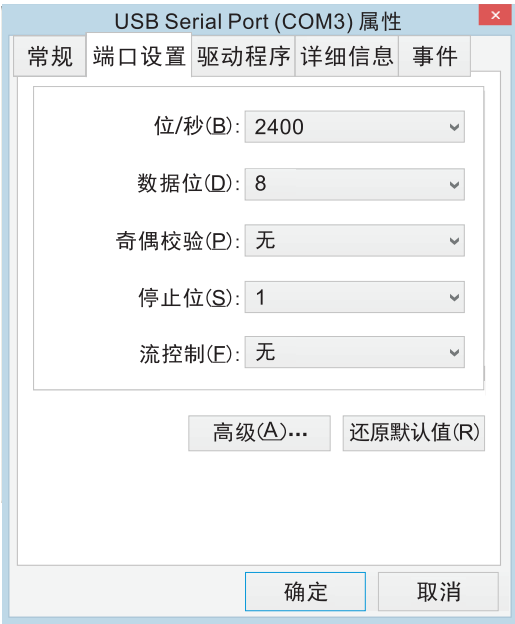 USB Serial Port (COM3) 属性
常规 端口设置 驱动程序 详细信息 事件
位/秒(B): 2400
数据位(D): 8
奇偶校验(P): 无
停止位(S): 1
流控制(F): 无
高级(A)... 还原默认值(R)
确定 取消